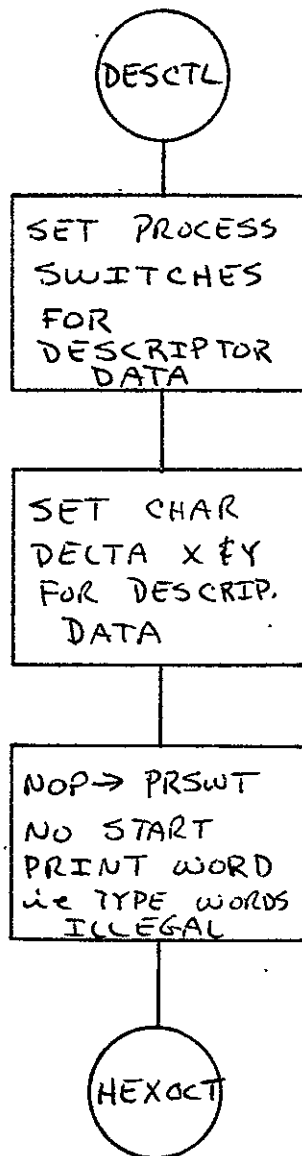 DESCTL
SET PROCESS
SWITCHES
FOR
DESCRIPTOR
DATA
SET CHAR
DELTA X & Y
FOR DESCRIP.
DATA
NOP → PRSWT
NO START
PRINT WORD
ie TYPE WORDS
ILLEGAL
HEXOCT